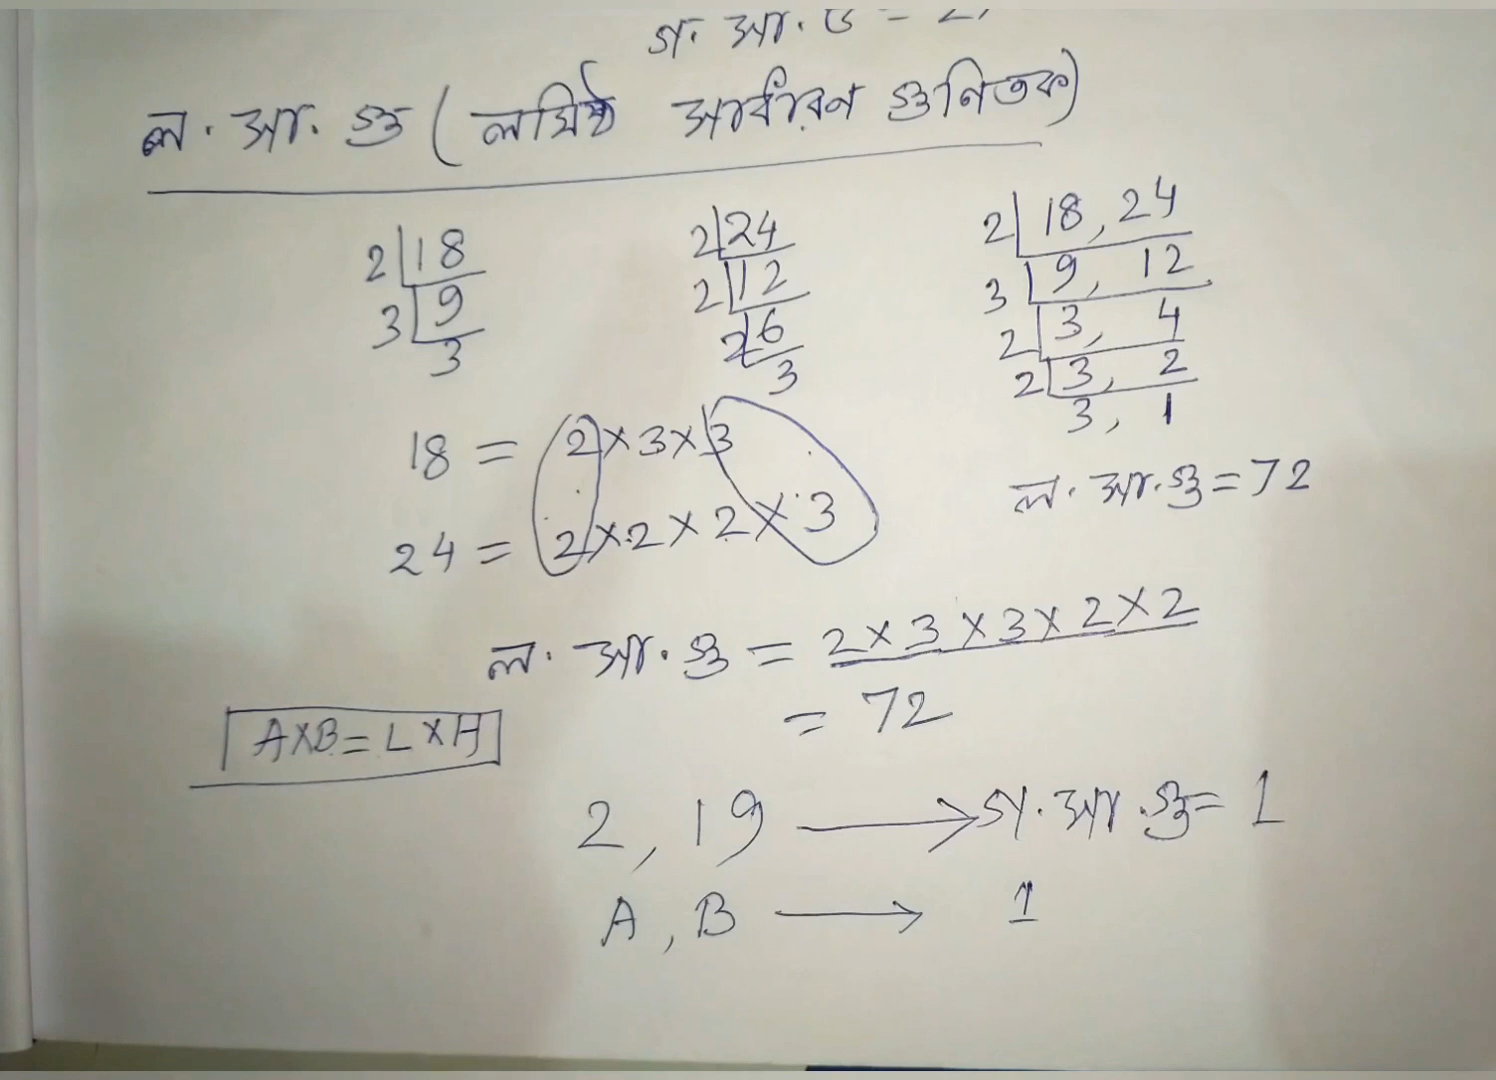 গ. সা. গু = 2,
ল. সা. গু ( লঘিষ্ঠ সাধারণ গুনিতক)
2 18
3 9
3
2 24
2 12
2 6
3
2 18, 24
3 9, 12
2 3, 4
2 3, 2
3, 1
18 = 2 × 3 × 3
24 = 2 × 2 × 2 × 3
ল. সা. গু = 72
ল. সা. গু = 2 × 3 × 3 × 2 × 2
= 72
A×B = L × H
2, 19 → গ. সা. গু = 1
A, B → 1